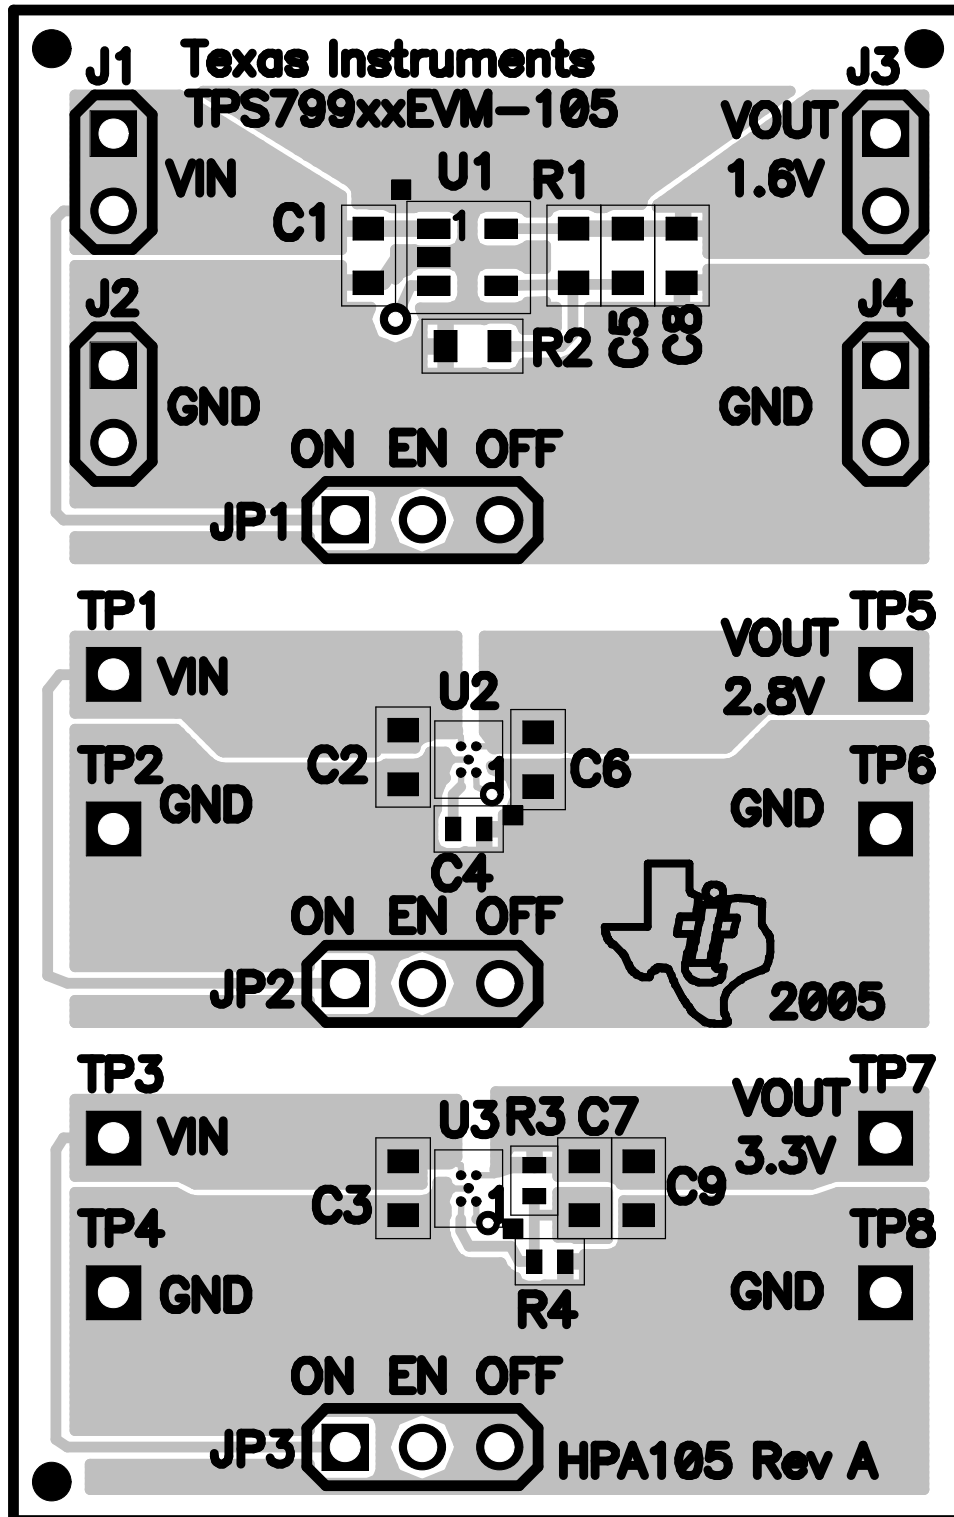 J1 Texas Instruments J3
TPS799xxEVM-105
VOUT
VIN U1 R1 1.6V
C1 1
J2 C5 C8 J4
R2
GND GND
ON EN OFF
JP1
TP1 TP5
VOUT
VIN U2 2.8V
TP2 C2 1 C6 TP6
GND GND
C4
ON EN OFF
JP2 2005
TP3 TP7
VOUT
VIN U3 R3 C7 3.3V
C3 1 C9
TP4 TP8
GND R4 GND
ON EN OFF
JP3 HPA105 Rev A